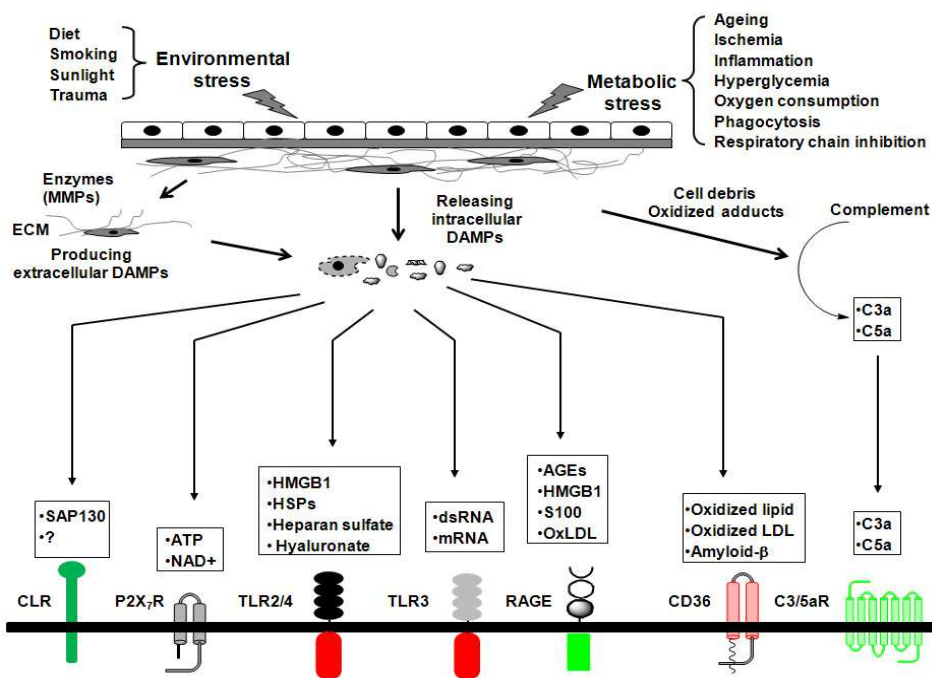 Diet
Smoking
Sunlight
Trauma
Environmental
stress
Metabolic
stress
Ageing
Ischemia
Inflammation
Hyperglycemia
Oxygen consumption
Phagocytosis
Respiratory chain inhibition
Enzymes
(MMPs)
ECM
Producing
extracellular DAMPs
Releasing
intracellular
DAMPs
Cell debris
Oxidized adducts
Complement
•C3a
•C5a
•SAP130
•?
•ATP
•NAD+
•HMGB1
•HSPs
•Heparan sulfate
•Hyaluronate
•dsRNA
•mRNA
•AGEs
•HMGB1
•S100
•OxLDL
•Oxidized lipid
•Oxidized LDL
•Amyloid-β
•C3a
•C5a
CLR
P2X₇R
TLR2/4
TLR3
RAGE
CD36
C3/5aR